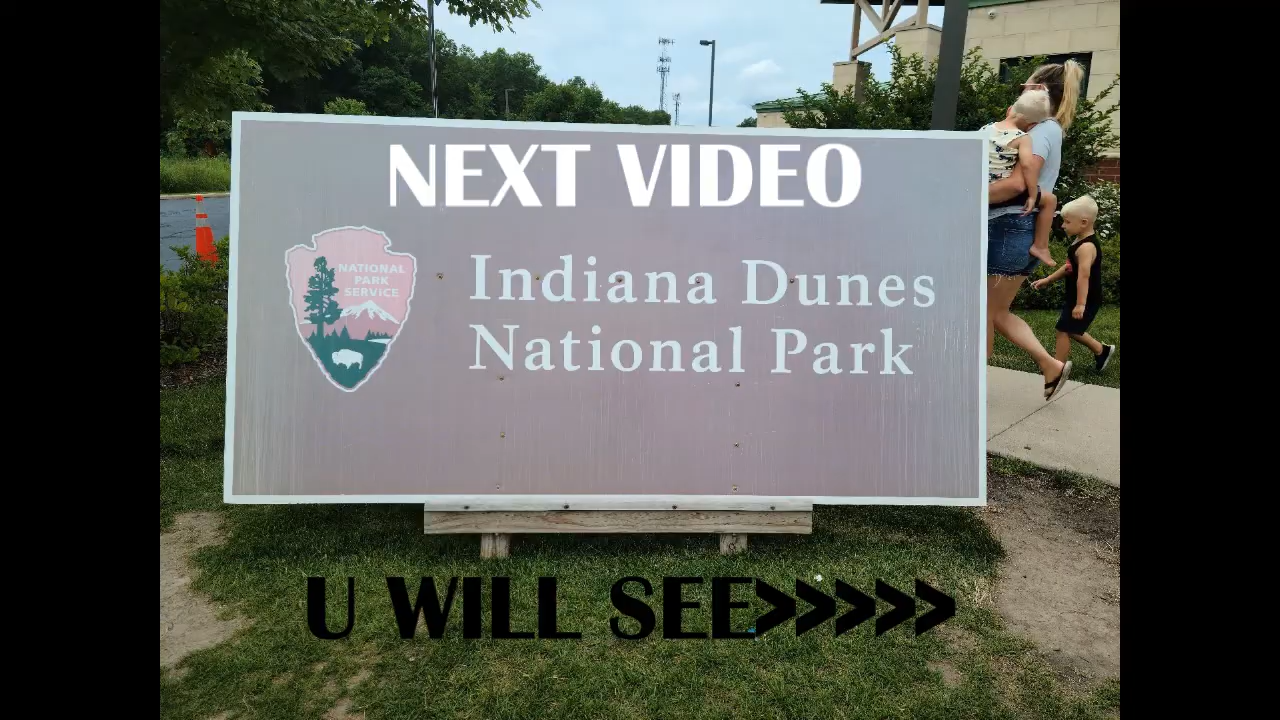 NEXT VIDEO
NATIONAL
PARK
SERVICE
Indiana Dunes
National Park
U WILL SEE>>>>>